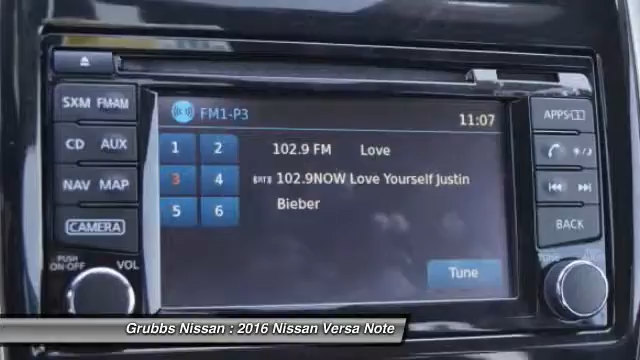 FM1-P3
11:07
SXM FM-AM
CD AUX
NAV MAP
CAMERA
PUSH
ON-OFF
VOL
1 2
3 4
5 6
102.9 FM Love
102.9NOW Love Yourself Justin
Bieber
Tune
APPS
BACK
TUNE
Grubbs Nissan : 2016 Nissan Versa Note